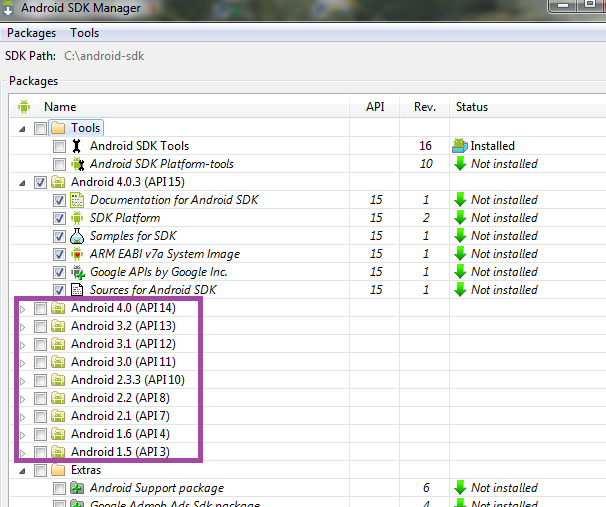 Android SDK Manager
Packages Tools
SDK Path: C:\android-sdk
Packages
Name API Rev. Status
Tools
Android SDK Tools 16 Installed
Android SDK Platform-tools 10 Not installed
Android 4.0.3 (API 15)
Documentation for Android SDK 15 1 Not installed
SDK Platform 15 2 Not installed
Samples for SDK 15 1 Not installed
ARM EABI v7a System Image 15 1 Not installed
Google APIs by Google Inc. 15 1 Not installed
Sources for Android SDK 15 1 Not installed
Android 4.0 (API 14)
Android 3.2 (API 13)
Android 3.1 (API 12)
Android 3.0 (API 11)
Android 2.3.3 (API 10)
Android 2.2 (API 8)
Android 2.1 (API 7)
Android 1.6 (API 4)
Android 1.5 (API 3)
Extras
Android Support package 6 Not installed
Google Admob Ads Sdk package 4 Not installed